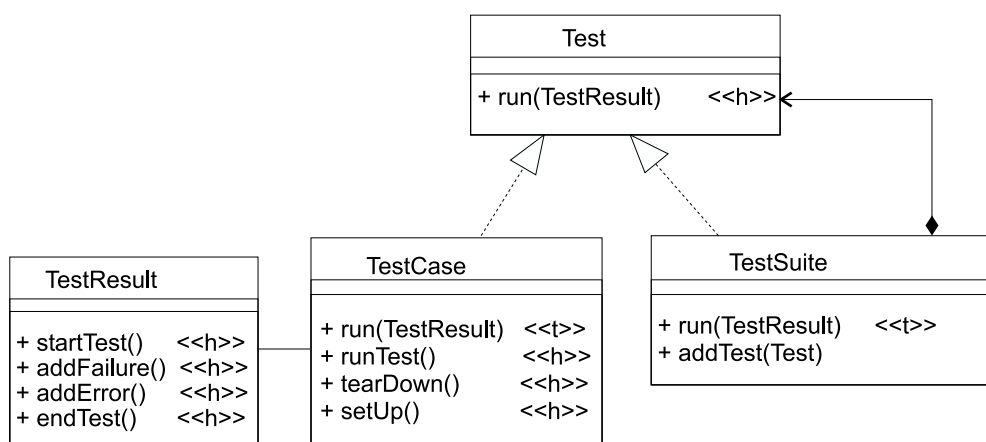 Test
+ run(TestResult) <<h>>
TestResult
+ startTest() <<h>>
+ addFailure() <<h>>
+ addError() <<h>>
+ endTest() <<h>>
TestCase
+ run(TestResult) <<t>>
+ runTest() <<h>>
+ tearDown() <<h>>
+ setUp() <<h>>
TestSuite
+ run(TestResult) <<t>>
+ addTest(Test)